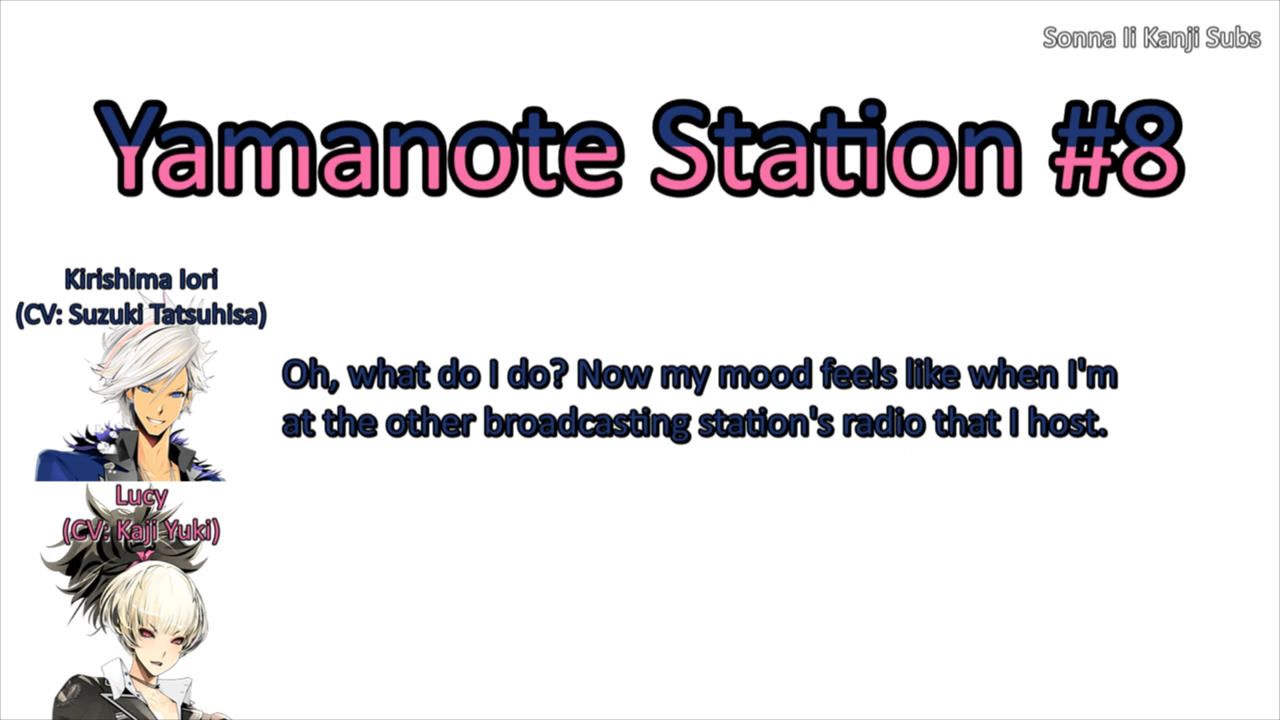 Sonna Ii Kanji Subs
Yamanote Station #8
Kirishima Iori
(CV: Suzuki Tatsuhisa)
Oh, what do I do? Now my mood feels like when I'm
at the other broadcasting station's radio that I host.
Lucy
(CV: Kaji Yuki)